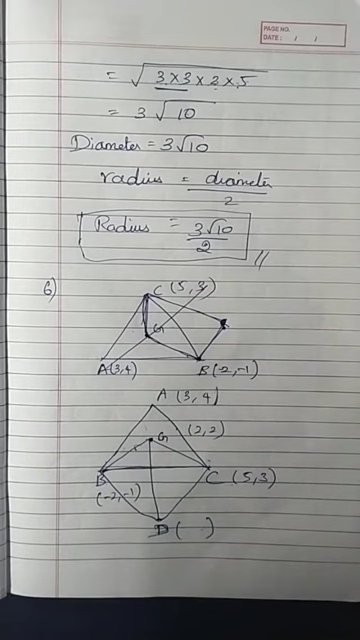 PAGE NO.
DATE: / /
= √3×3×2×5
= 3√10
Diameter = 3√10
radius = diameter
2
Radius = 3√10
2
//
6)
C (5,3)
G
A(3,4)
B(-2,-1)
A (3,4)
(2,2)
G
B
(-2,-1)
C (5,3)
D ( )